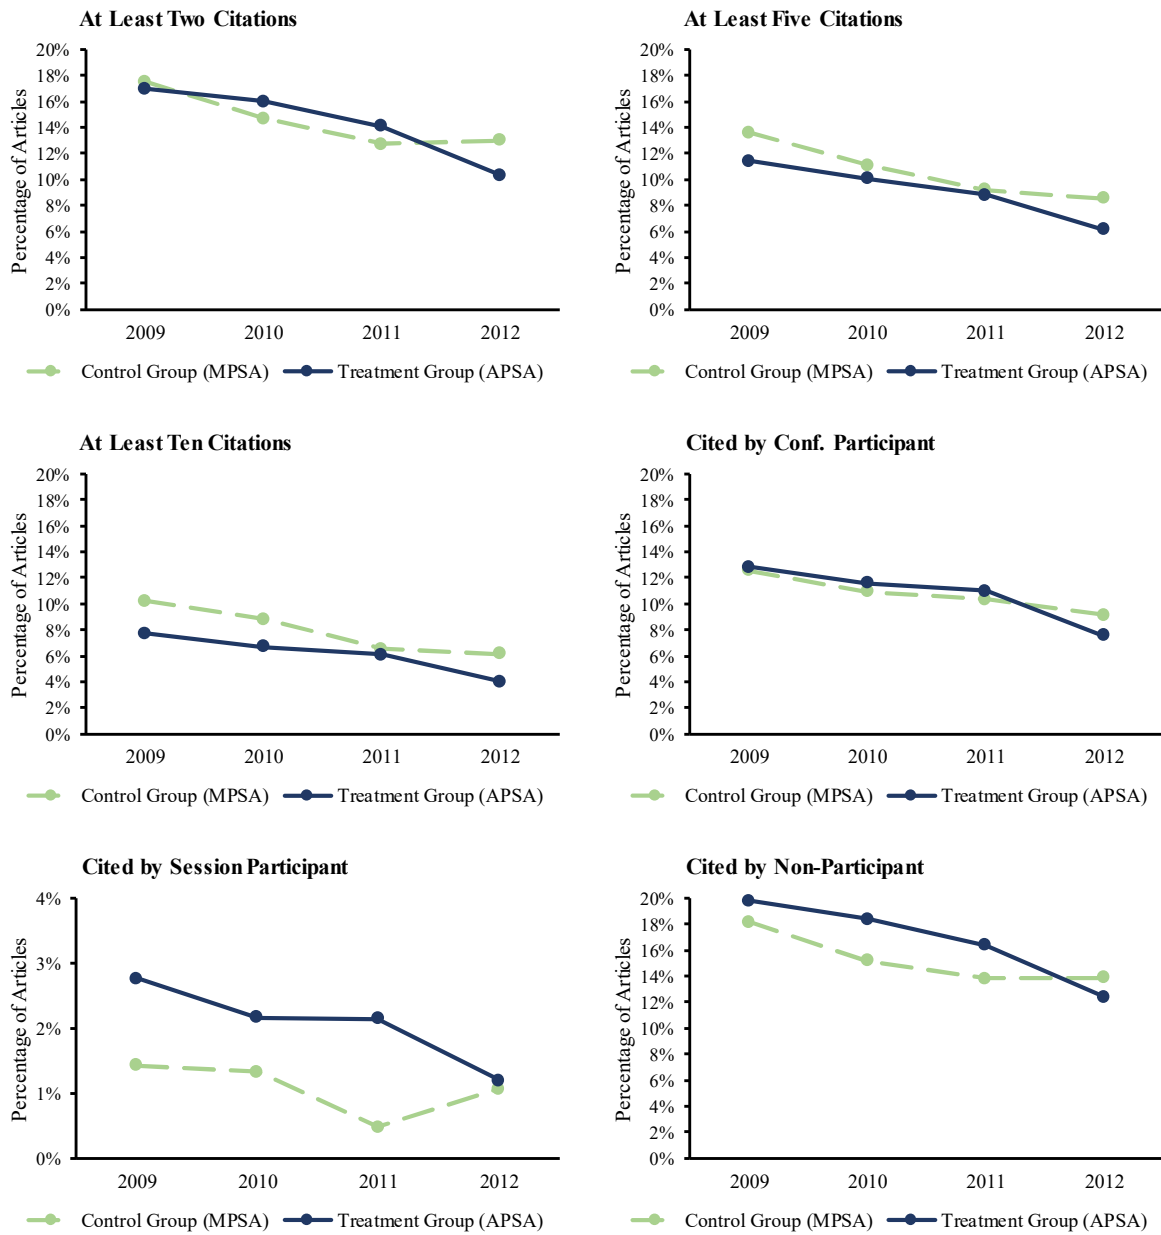 At Least Two Citations
Percentage of Articles
20%
18%
16%
14%
12%
10%
8%
6%
4%
2%
0%
2009 2010 2011 2012
Control Group (MPSA) Treatment Group (APSA)
At Least Five Citations
Percentage of Articles
20%
18%
16%
14%
12%
10%
8%
6%
4%
2%
0%
2009 2010 2011 2012
Control Group (MPSA) Treatment Group (APSA)
At Least Ten Citations
Percentage of Articles
20%
18%
16%
14%
12%
10%
8%
6%
4%
2%
0%
2009 2010 2011 2012
Control Group (MPSA) Treatment Group (APSA)
Cited by Conf. Participant
Percentage of Articles
20%
18%
16%
14%
12%
10%
8%
6%
4%
2%
0%
2009 2010 2011 2012
Control Group (MPSA) Treatment Group (APSA)
Cited by Session Participant
Percentage of Articles
4%
3%
2%
1%
0%
2009 2010 2011 2012
Control Group (MPSA) Treatment Group (APSA)
Cited by Non-Participant
Percentage of Articles
20%
18%
16%
14%
12%
10%
8%
6%
4%
2%
0%
2009 2010 2011 2012
Control Group (MPSA) Treatment Group (APSA)